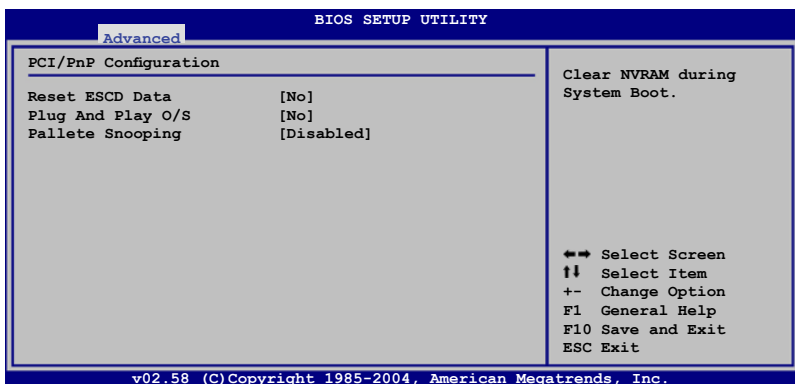 BIOS SETUP UTILITY
Advanced
PCI/PnP Configuration
Reset ESCD Data [No]
Plug And Play O/S [No]
Pallete Snooping [Disabled]
Clear NVRAM during
System Boot.
←→ Select Screen
↑↓ Select Item
+- Change Option
F1 General Help
F10 Save and Exit
ESC Exit
v02.58 (C)Copyright 1985-2004, American Megatrends, Inc.